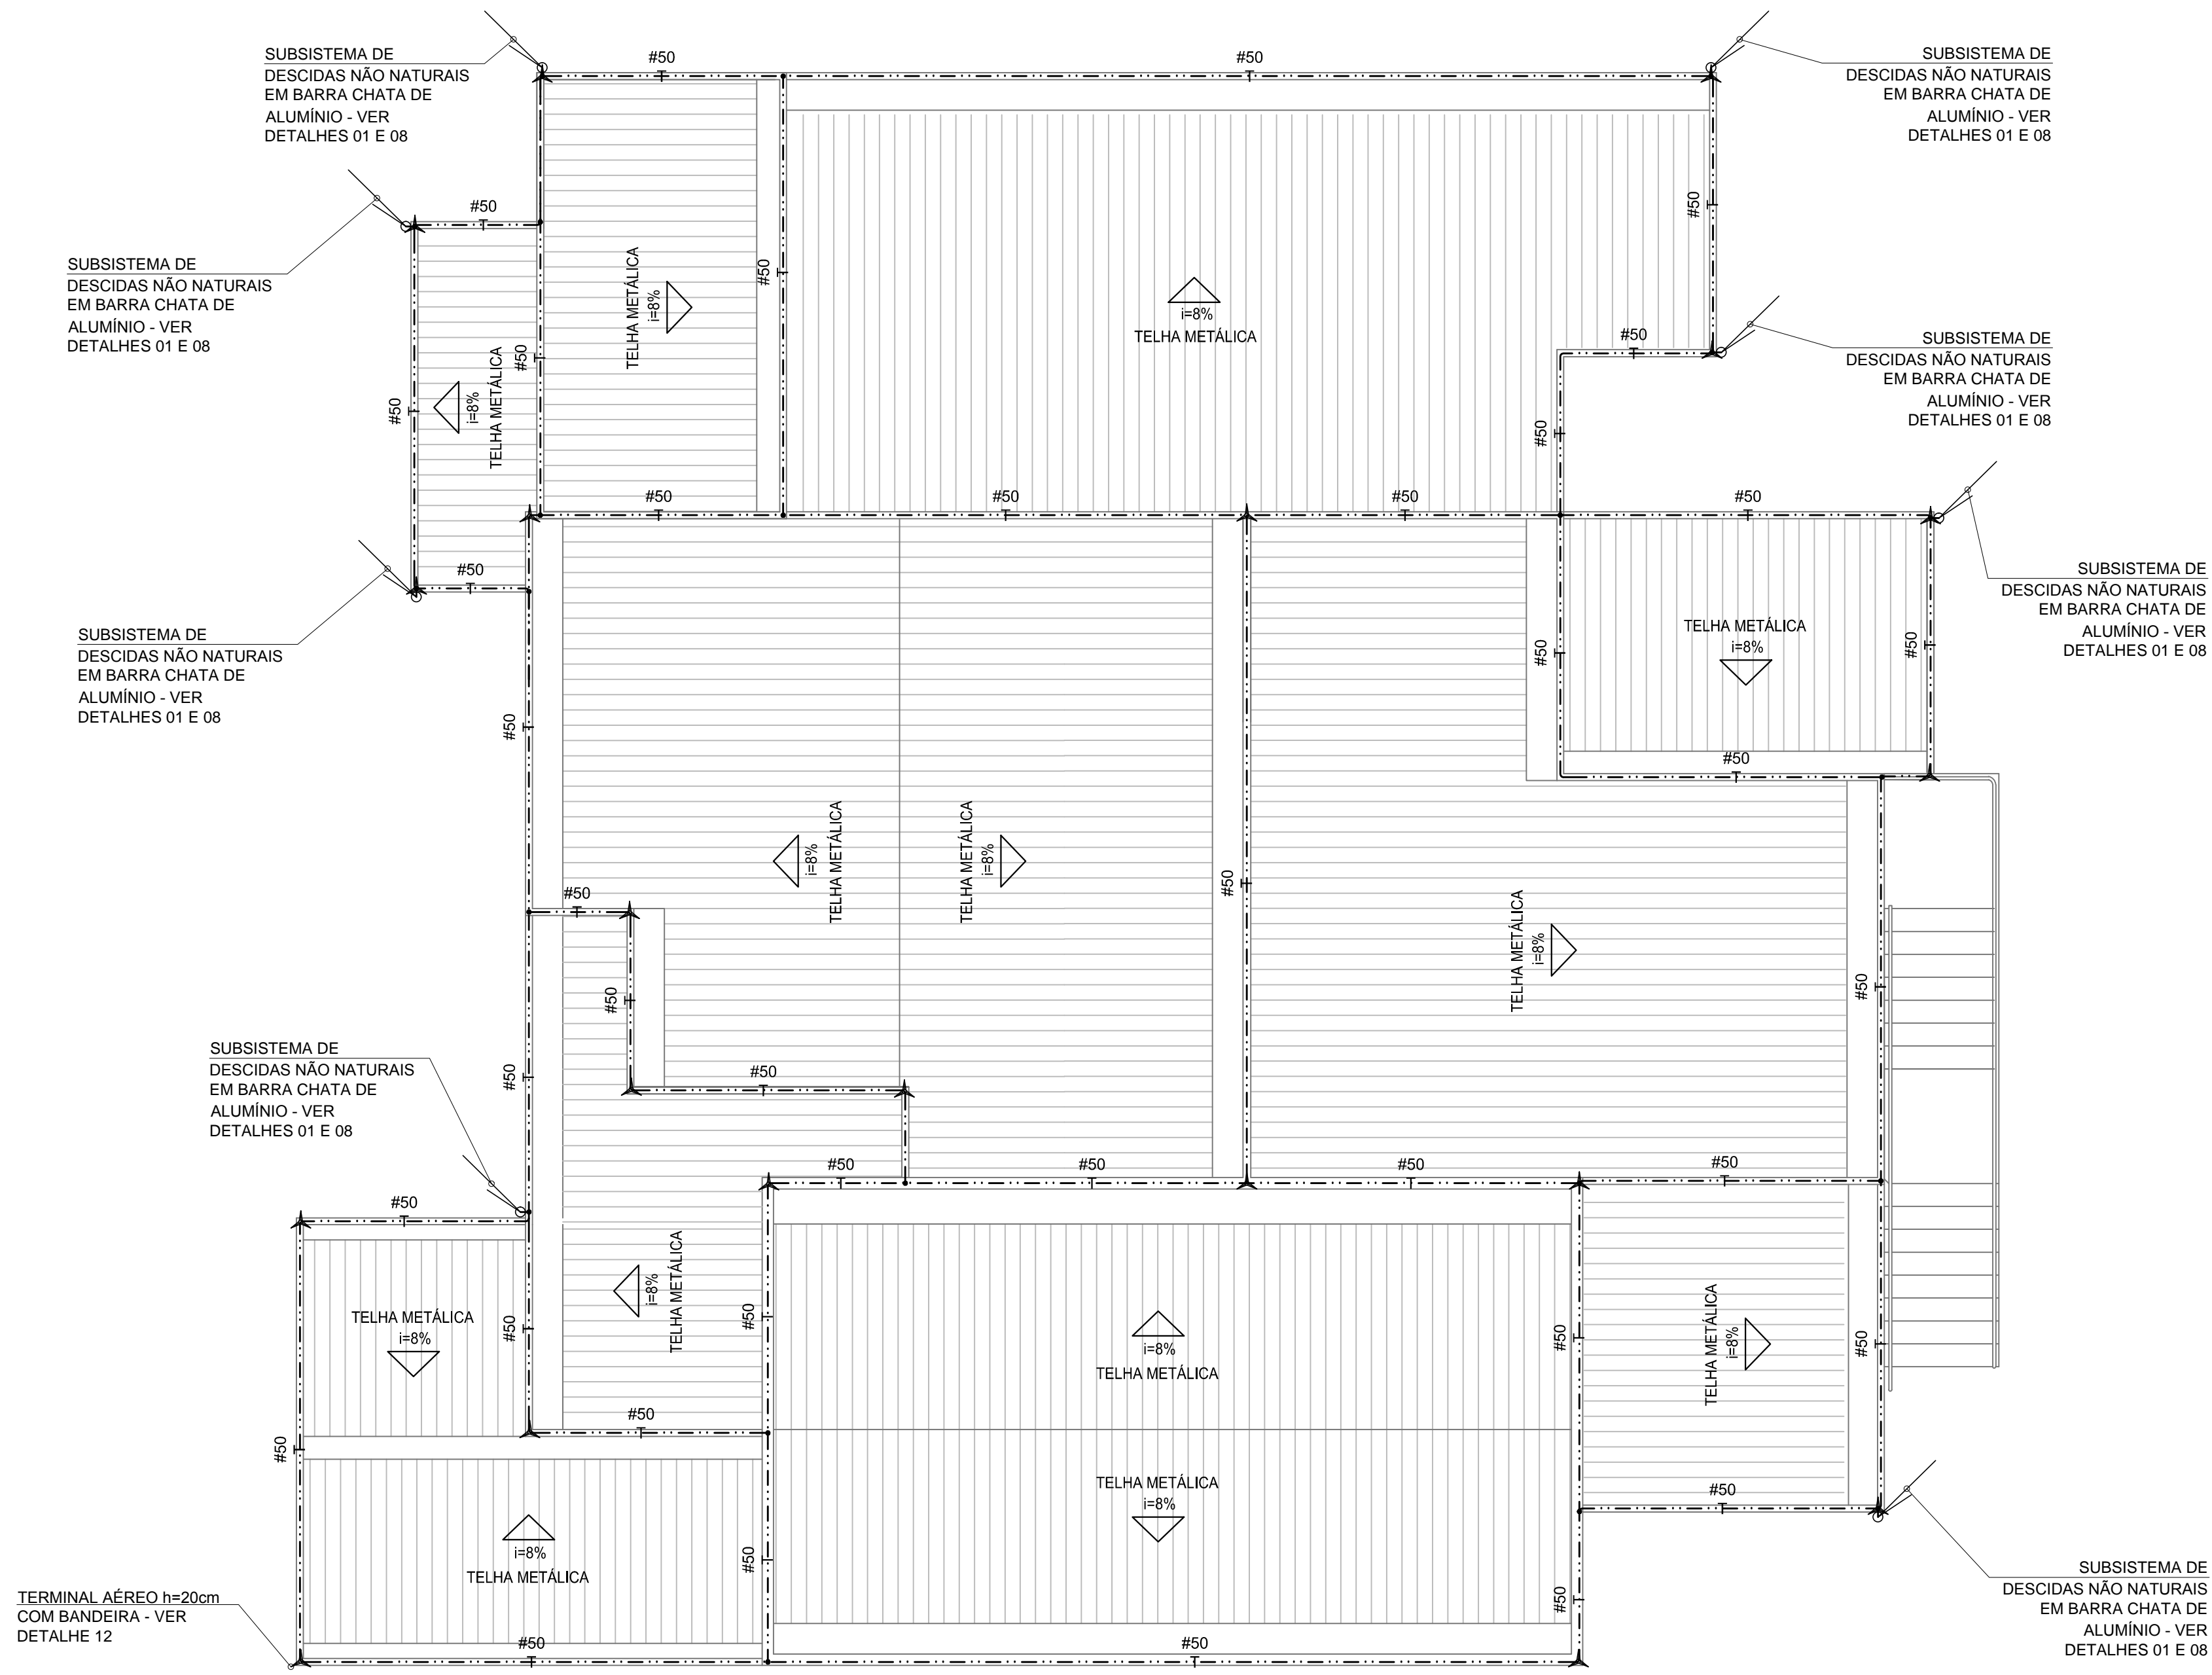 SUBSISTEMA DE
DESCIDAS NÃO NATURAIS
EM BARRA CHATA DE
ALUMÍNIO - VER
DETALHES 01 E 08
#50
#50
SUBSISTEMA DE
DESCIDAS NÃO NATURAIS
EM BARRA CHATA DE
ALUMÍNIO - VER
DETALHES 01 E 08
#50
#50
SUBSISTEMA DE
DESCIDAS NÃO NATURAIS
EM BARRA CHATA DE
ALUMÍNIO - VER
DETALHES 01 E 08
TELHA METÁLICA
i=8%
#50
i=8%
TELHA METÁLICA
#50
SUBSISTEMA DE
DESCIDAS NÃO NATURAIS
EM BARRA CHATA DE
ALUMÍNIO - VER
DETALHES 01 E 08
#50
i=8%
TELHA METÁLICA
#50
#50
#50
#50
#50
#50
#50
SUBSISTEMA DE
DESCIDAS NÃO NATURAIS
EM BARRA CHATA DE
ALUMÍNIO - VER
DETALHES 01 E 08
#50
SUBSISTEMA DE
DESCIDAS NÃO NATURAIS
EM BARRA CHATA DE
ALUMÍNIO - VER
DETALHES 01 E 08
TELHA METÁLICA
i=8%
#50
#50
#50
#50
i=8%
TELHA METÁLICA
TELHA METÁLICA
i=8%
#50
#50
TELHA METÁLICA
i=8%
#50
#50
SUBSISTEMA DE
DESCIDAS NÃO NATURAIS
EM BARRA CHATA DE
ALUMÍNIO - VER
DETALHES 01 E 08
#50
#50
#50
#50
#50
#50
#50
TELHA METÁLICA
i=8%
#50
i=8%
TELHA METÁLICA
#50
i=8%
TELHA METÁLICA
#50
TELHA METÁLICA
i=8%
#50
#50
#50
TELHA METÁLICA
i=8%
#50
i=8%
TELHA METÁLICA
#50
#50
SUBSISTEMA DE
DESCIDAS NÃO NATURAIS
EM BARRA CHATA DE
ALUMÍNIO - VER
DETALHES 01 E 08
TERMINAL AÉREO h=20cm
COM BANDEIRA - VER
DETALHE 12
#50
#50